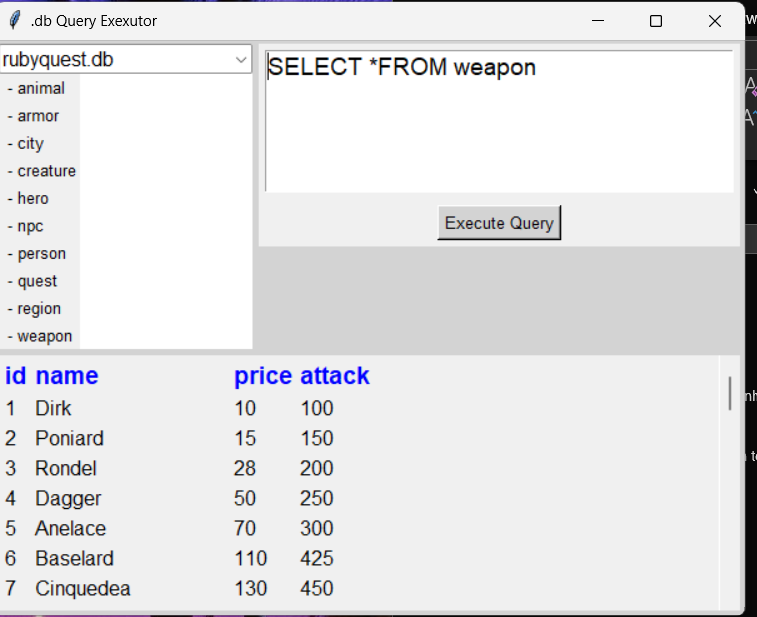 .db Query Exexutor
rubyquest.db
- animal
- armor
- city
- creature
- hero
- npc
- person
- quest
- region
- weapon
SELECT *FROM weapon
Execute Query
id name price attack
1 Dirk 10 100
2 Poniard 15 150
3 Rondel 28 200
4 Dagger 50 250
5 Anelace 70 300
6 Baselard 110 425
7 Cinquedea 130 450